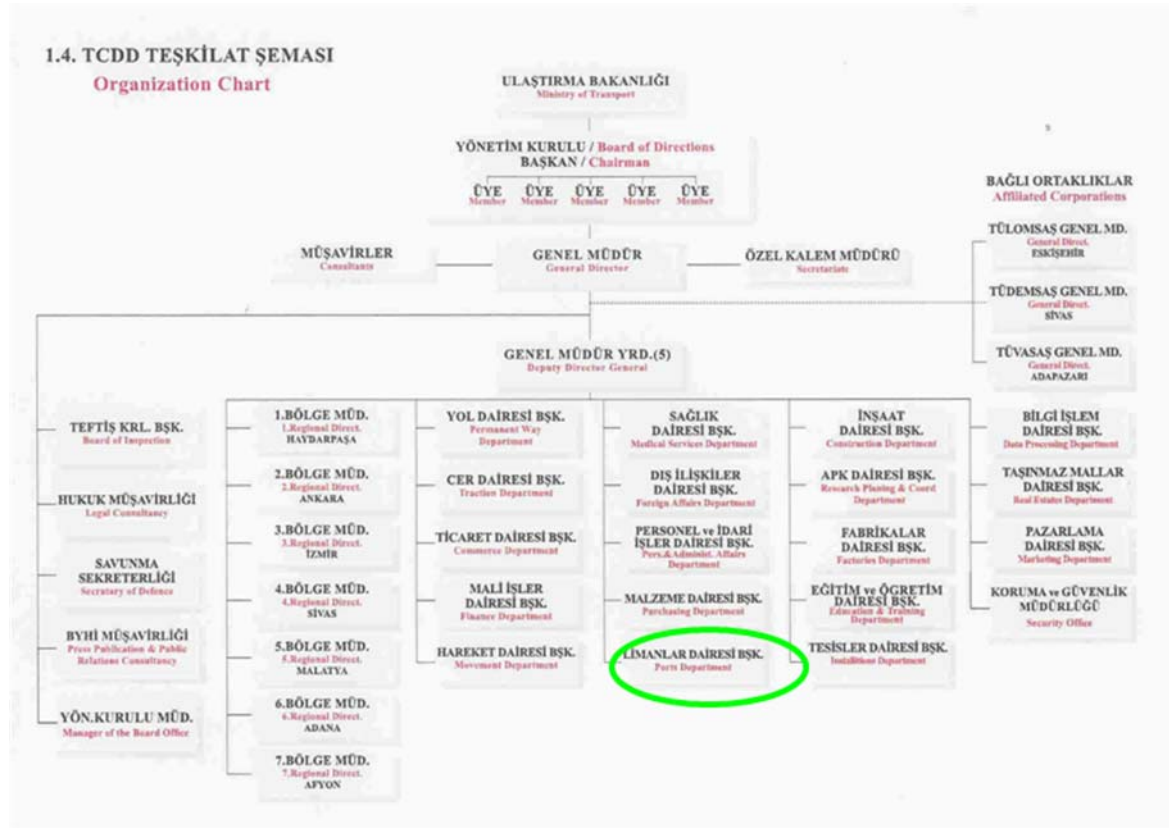 1.4. TCDD TEŞKİLAT ŞEMASI
Organization Chart
ULAŞTIRMA BAKANLIĞI
Ministry of Transport
YÖNETİM KURULU / Board of Directions
BAŞKAN / Chairman
ÜYE ÜYE ÜYE ÜYE ÜYE
Member Member Member Member Member
BAĞLI ORTAKLIKLAR
Affiliated Corporations
MÜŞAVİRLER
Consultants
GENEL MÜDÜR
General Director
ÖZEL KALEM MÜDÜRÜ
Secretariate
TÜLOMSAŞ GENEL MD.
General Direct.
ESKİŞEHİR
TÜDEMSAŞ GENEL MD.
General Direct.
SİVAS
TÜVASAŞ GENEL MD.
General Direct.
ADAPAZARI
GENEL MÜDÜR YRD.(5)
Deputy Director General
TEFTİŞ KRL. BŞK.
Board of Inspection
HUKUK MÜŞAVİRLİĞİ
Legal Consultancy
SAVUNMA
SEKRETERLİĞİ
Secretary of Defence
BYHİ MÜŞAVİRLİĞİ
Press Publication & Public
Relations Consultancy
YÖN.KURULU MÜD.
Manager of the Board Office
1.BÖLGE MÜD.
1.Regional Direct.
HAYDARPAŞA
2.BÖLGE MÜD.
2.Regional Direct.
ANKARA
3.BÖLGE MÜD.
3.Regional Direct.
İZMİR
4.BÖLGE MÜD.
4.Regional Direct.
SİVAS
5.BÖLGE MÜD.
5.Regional Direct.
MALATYA
6.BÖLGE MÜD.
6.Regional Direct.
ADANA
7.BÖLGE MÜD.
7.Regional Direct.
AFYON
YOL DAİRESİ BŞK.
Permanent Way
Department
CER DAİRESİ BŞK.
Traction Department
TİCARET DAİRESİ BŞK.
Commerce Department
MALİ İŞLER
DAİRESİ BŞK.
Finance Department
HAREKET DAİRESİ BŞK.
Movement Department
SAĞLIK
DAİRESİ BŞK.
Medical Services Department
DIŞ İLİŞKİLER
DAİRESİ BŞK.
Foreign Affairs Department
PERSONEL ve İDARİ
İŞLER DAİRESİ BŞK.
Pers.&Administ. Affairs
Department
MALZEME DAİRESİ BŞK.
Purchasing Department
LİMANLAR DAİRESİ BŞK.
Ports Department
İNŞAAT
DAİRESİ BŞK.
Construction Department
APK DAİRESİ BŞK.
Research Planing & Coord
Department
FABRİKALAR
DAİRESİ BŞK.
Factories Department
EĞİTİM ve ÖGRETİM
DAİRESİ BŞK.
Education & Training
Department
TESİSLER DAİRESİ BŞK.
Installitions Department
BİLGİ İŞLEM
DAİRESİ BŞK.
Data Processing Department
TAŞINMAZ MALLAR
DAİRESİ BŞK.
Real Estates Department
PAZARLAMA
DAİRESİ BŞK.
Marketing Department
KORUMA ve GÜVENLİK
MÜDÜRLÜĞÜ
Security Office